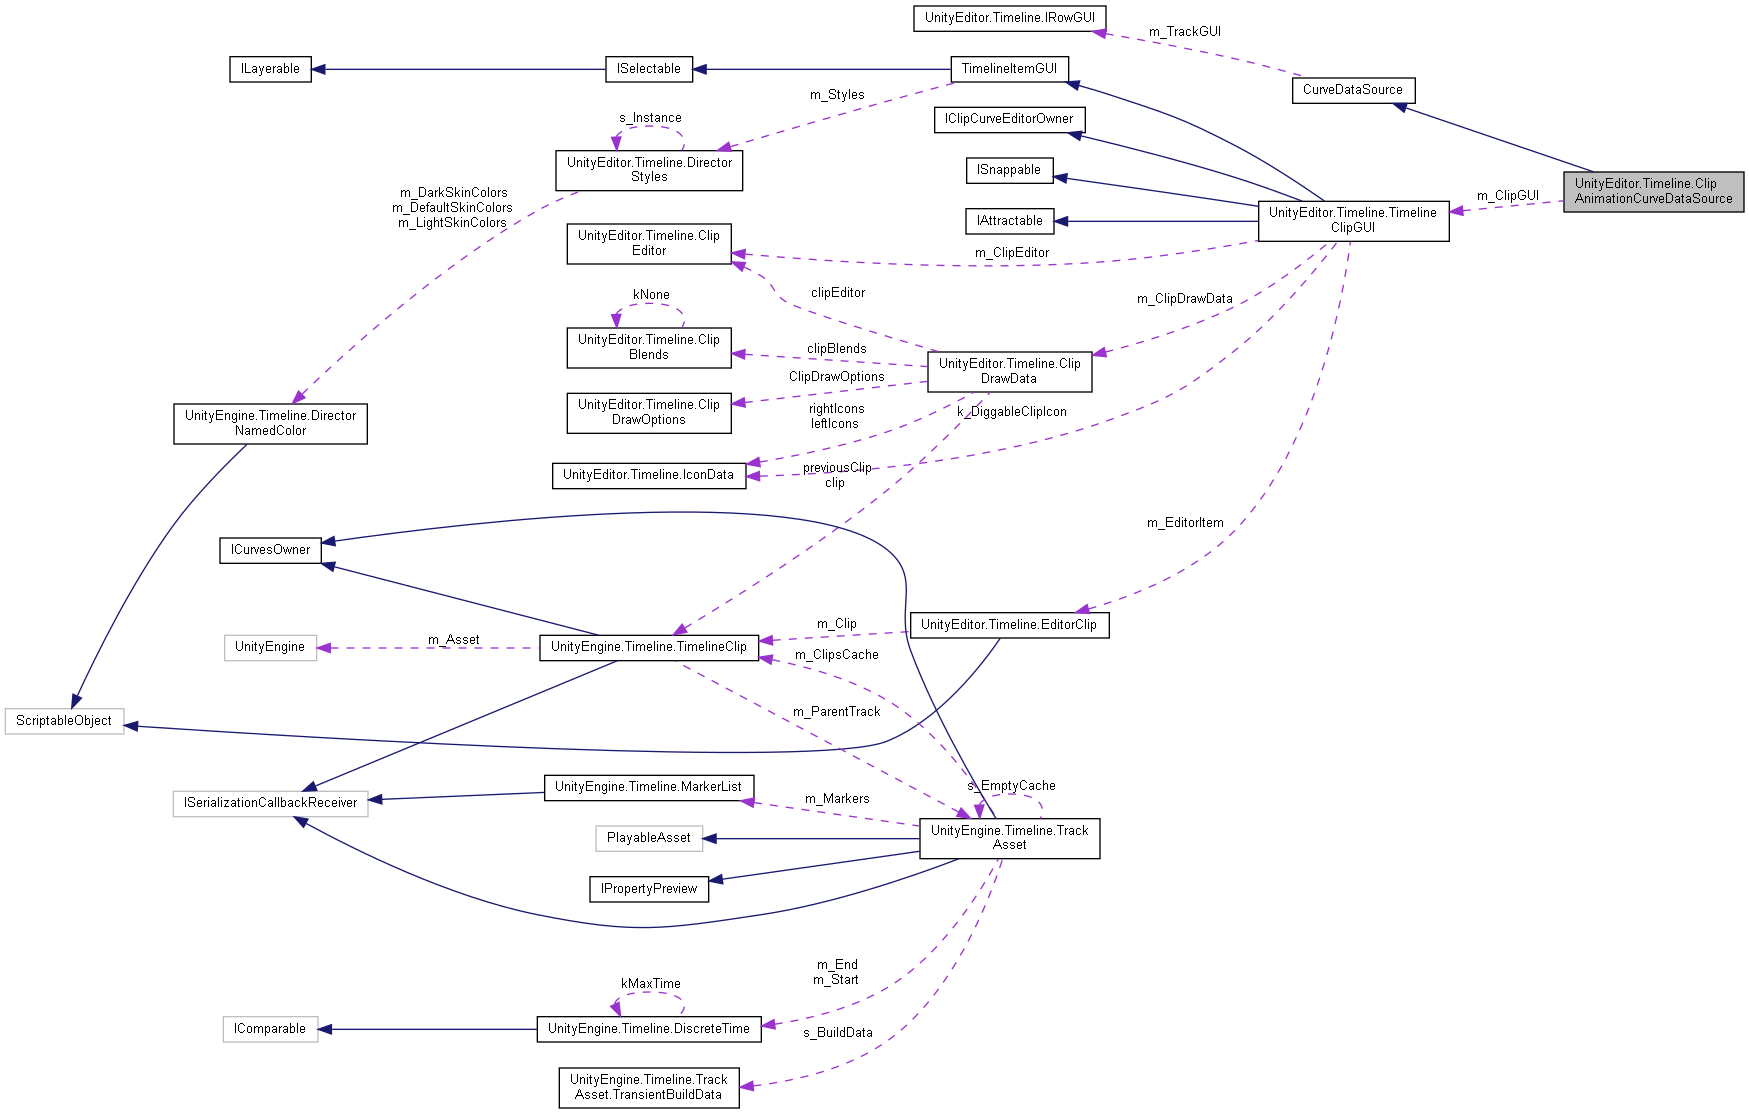 UnityEditor.Timeline.IRowGUI
m_TrackGUI
ILayerable
ISelectable
TimelineItemGUI
CurveDataSource
m_Styles
s_Instance
IClipCurveEditorOwner
UnityEditor.Timeline.Director
Styles
ISnappable
UnityEditor.Timeline.Clip
AnimationCurveDataSource
m_ClipGUI
m_DarkSkinColors
m_DefaultSkinColors
m_LightSkinColors
IAttractable
UnityEditor.Timeline.Timeline
ClipGUI
UnityEditor.Timeline.Clip
Editor
m_ClipEditor
clipEditor
kNone
m_ClipDrawData
UnityEditor.Timeline.Clip
Blends
clipBlends
UnityEditor.Timeline.Clip
DrawData
ClipDrawOptions
UnityEditor.Timeline.Clip
DrawOptions
rightIcons
leftIcons
k_DiggableClipIcon
UnityEngine.Timeline.Director
NamedColor
UnityEditor.Timeline.IconData
previousClip
clip
m_EditorItem
ICurvesOwner
UnityEditor.Timeline.EditorClip
m_Clip
UnityEngine
m_Asset
UnityEngine.Timeline.TimelineClip
m_ClipsCache
ScriptableObject
m_ParentTrack
s_EmptyCache
UnityEngine.Timeline.MarkerList
ISerializationCallbackReceiver
m_Markers
PlayableAsset
UnityEngine.Timeline.Track
Asset
IPropertyPreview
m_End
m_Start
kMaxTime
IComparable
UnityEngine.Timeline.DiscreteTime
s_BuildData
UnityEngine.Timeline.Track
Asset.TransientBuildData